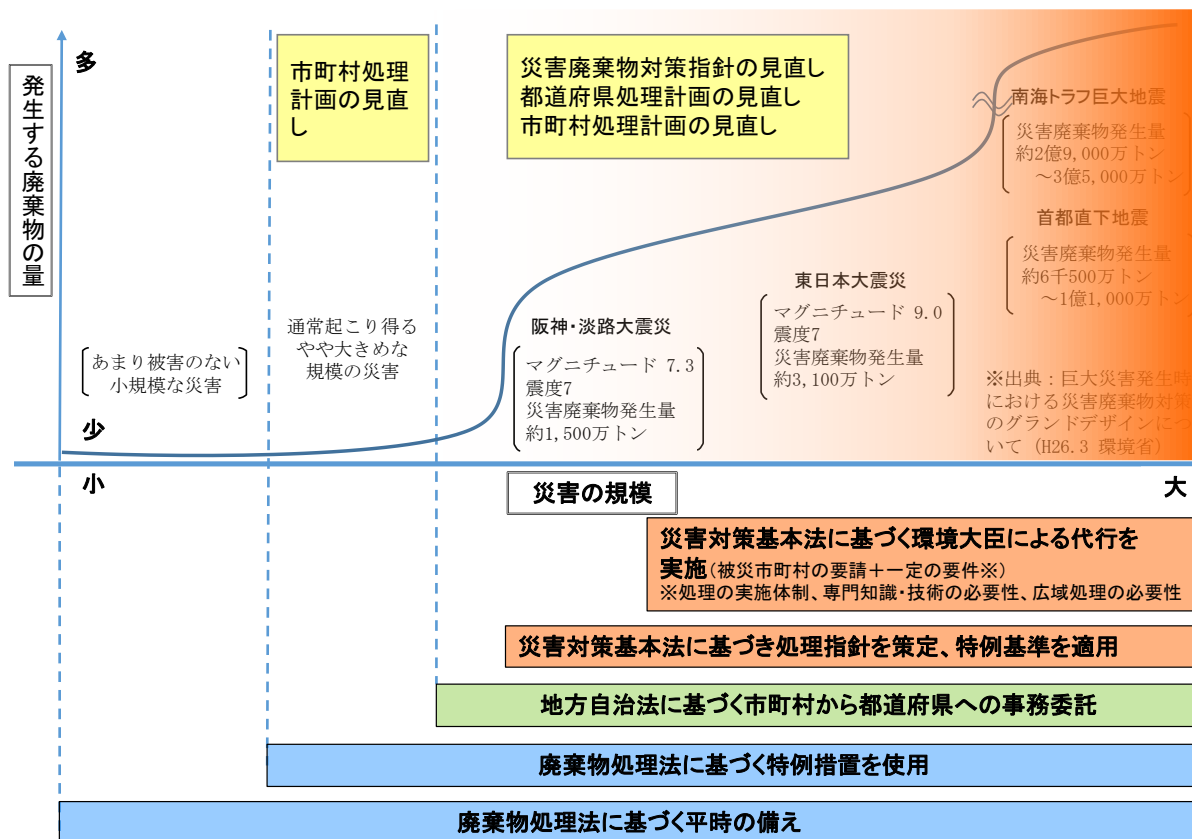 多
発生する廃棄物の量
市町村処理
計画の見直
し
災害廃棄物対策指針の見直し
都道府県処理計画の見直し
市町村処理計画の見直し
南海トラフ巨大地震
災害廃棄物発生量
約2億9,000万トン
～3億5,000万トン
首都直下地震
災害廃棄物発生量
約6千500万トン
～1億1,000万トン
東日本大震災
マグニチュード 9.0
震度7
災害廃棄物発生量
約3,100万トン
阪神・淡路大震災
マグニチュード 7.3
震度7
災害廃棄物発生量
約1,500万トン
通常起こり得る
やや大きめな
規模の災害
あまり被害のない
小規模な災害
※出典：巨大災害発生時
における災害廃棄物対策
のグランドデザインにつ
いて（H26.3 環境省）
少
小
災害の規模
大
災害対策基本法に基づく環境大臣による代行を
実施(被災市町村の要請＋一定の要件※)
※処理の実施体制、専門知識・技術の必要性、広域処理の必要性
災害対策基本法に基づき処理指針を策定、特例基準を適用
地方自治法に基づく市町村から都道府県への事務委託
廃棄物処理法に基づく特例措置を使用
廃棄物処理法に基づく平時の備え